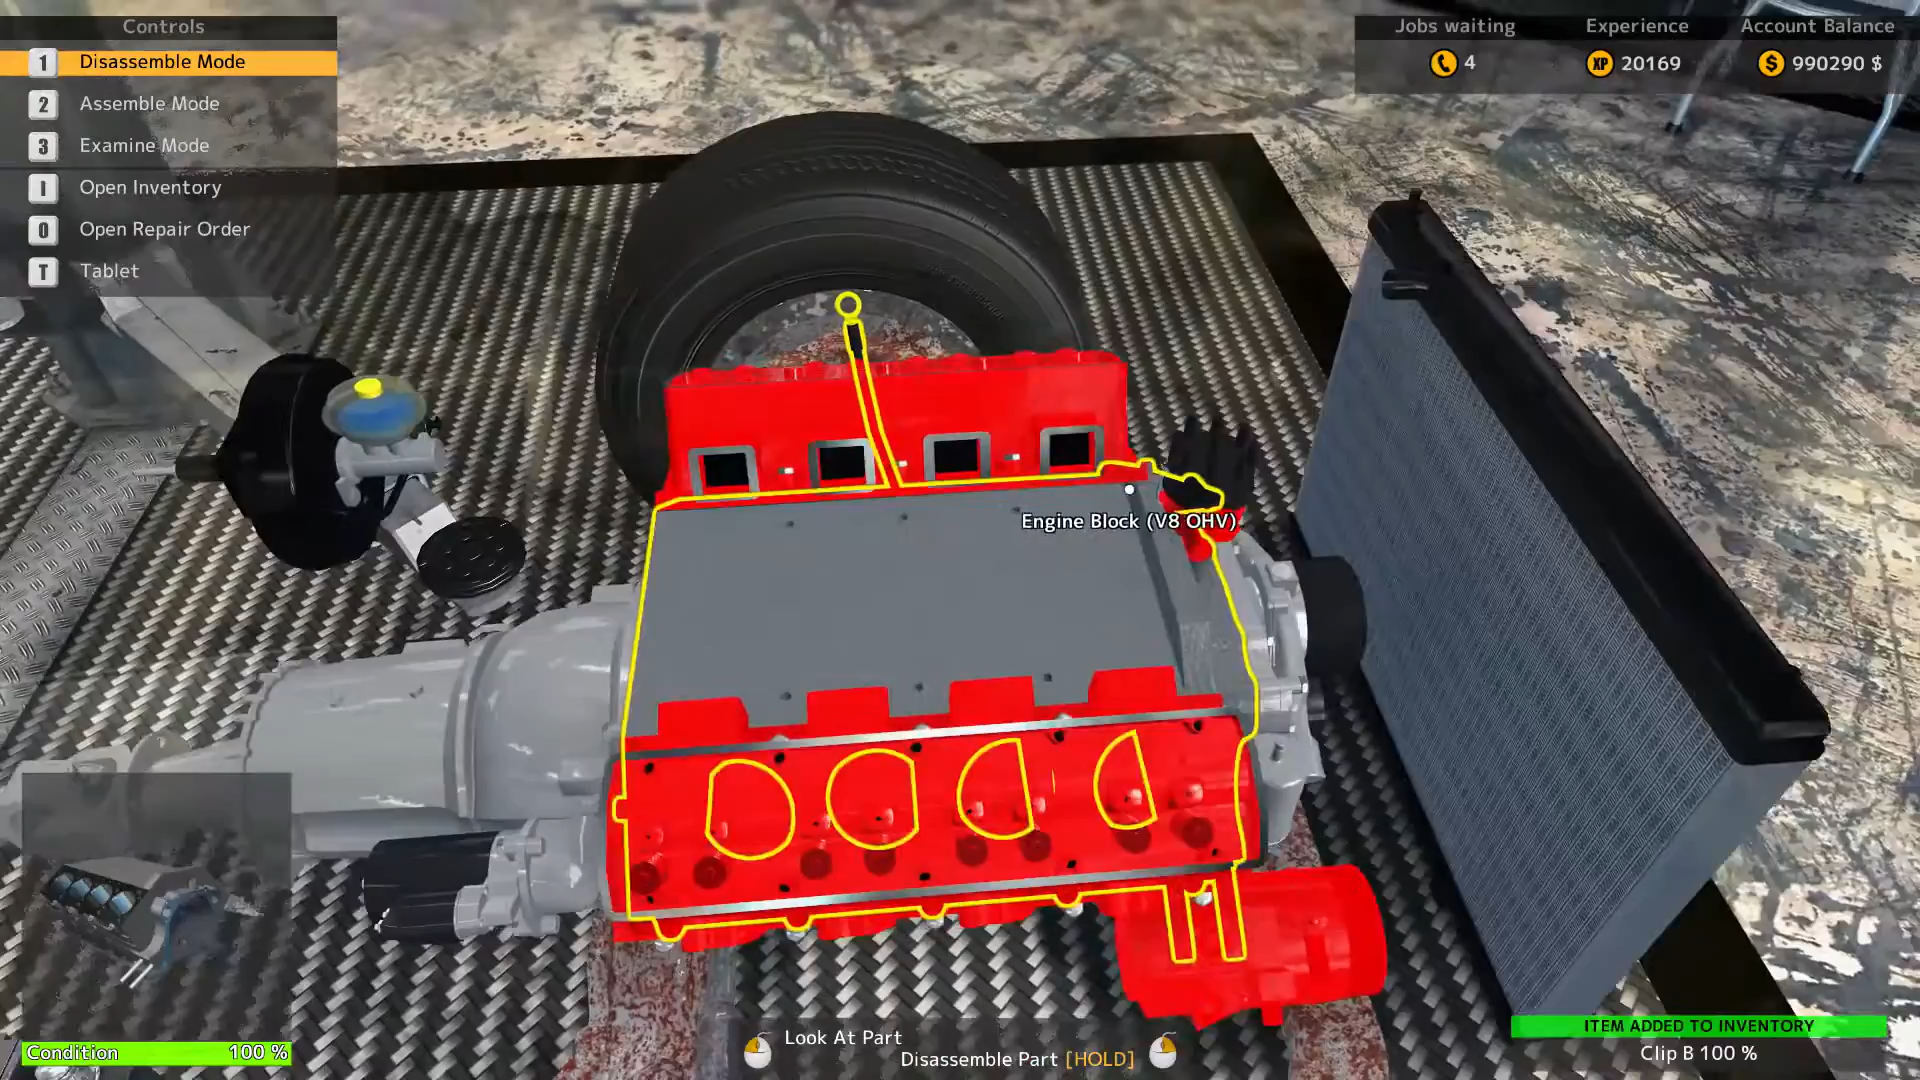 Controls
1 Disassemble Mode
2 Assemble Mode
3 Examine Mode
I Open Inventory
O Open Repair Order
T Tablet
Jobs waiting Experience Account Balance
4 XP 20169 $ 990290 $
Engine Block (V8 OHV)
Condition 100 %
Look At Part
Disassemble Part [HOLD]
ITEM ADDED TO INVENTORY
Clip B 100 %